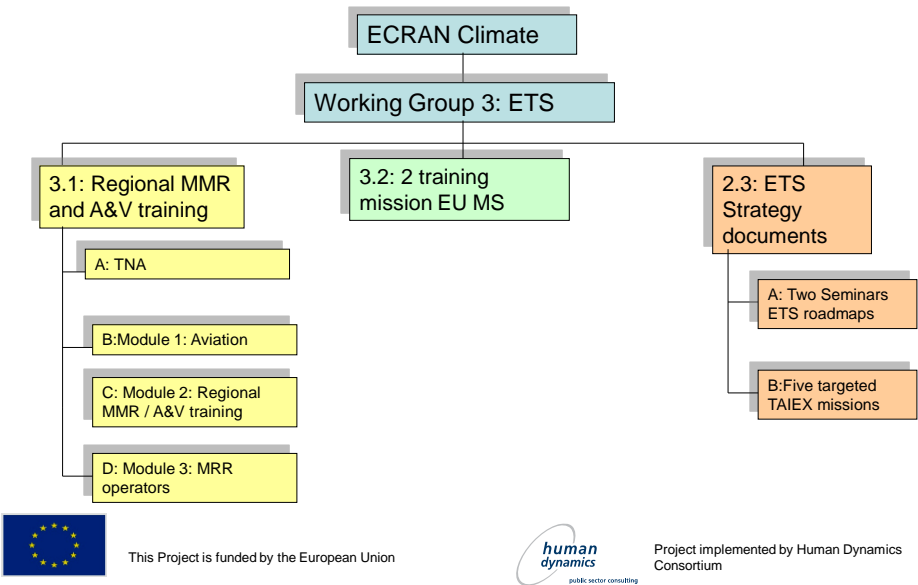 ECRAN Climate
Working Group 3: ETS
3.1: Regional MMR
and A&V training
3.2: 2 training
mission EU MS
2.3: ETS
Strategy
documents
A: TNA
B:Module 1: Aviation
C: Module 2: Regional
MMR / A&V training
D: Module 3: MRR
operators
A: Two Seminars
ETS roadmaps
B:Five targeted
TAIEX missions
This Project is funded by the European Union
human
dynamics
public sector consulting
Project implemented by Human Dynamics
Consortium